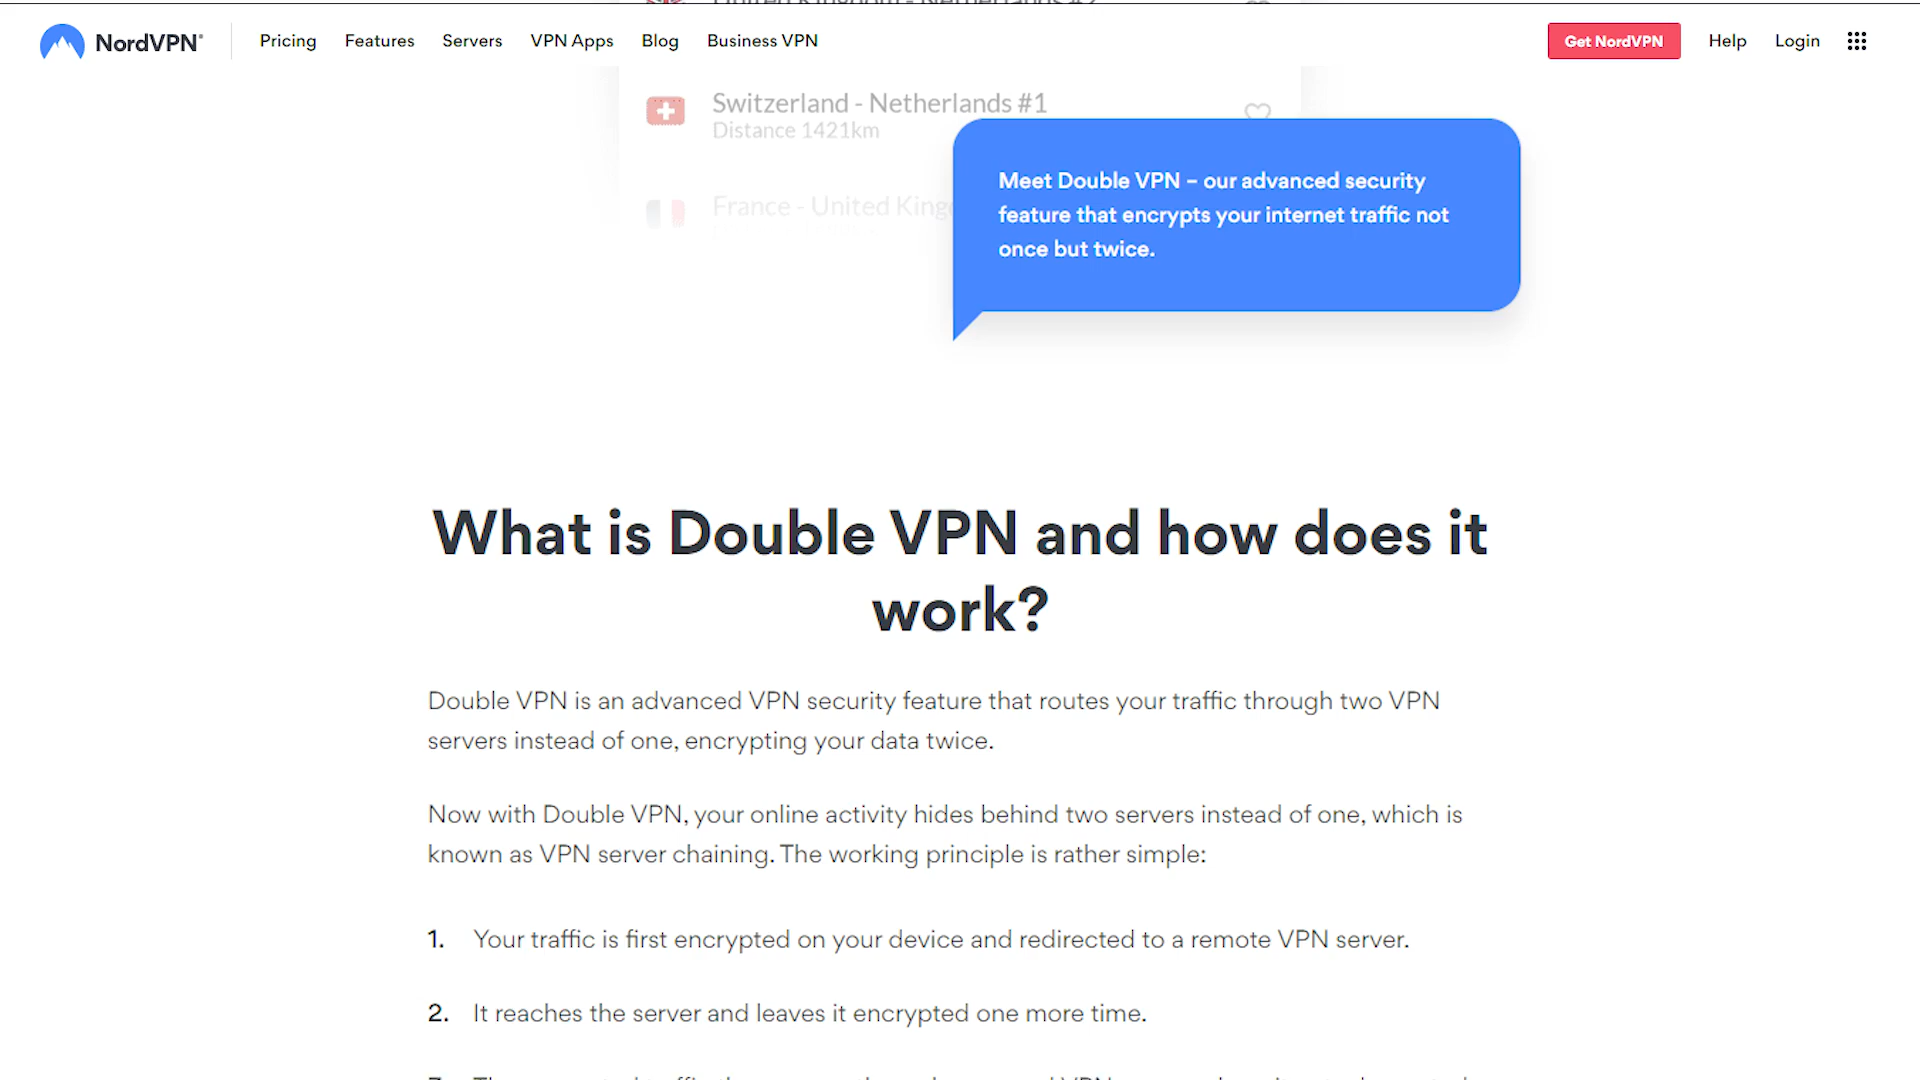 United Kingdom - Netherlands #2
NordVPN®
Pricing
Features
Servers
VPN Apps
Blog
Business VPN
Get NordVPN
Help
Login
Switzerland - Netherlands #1
Distance 1421km
France - United
Meet Double VPN – our advanced security
feature that encrypts your internet traffic not
once but twice.
What is Double VPN and how does it
work?
Double VPN is an advanced VPN security feature that routes your traffic through two VPN
servers instead of one, encrypting your data twice.
Now with Double VPN, your online activity hides behind two servers instead of one, which is
known as VPN server chaining. The working principle is rather simple:
1. Your traffic is first encrypted on your device and redirected to a remote VPN server.
2. It reaches the server and leaves it encrypted one more time.